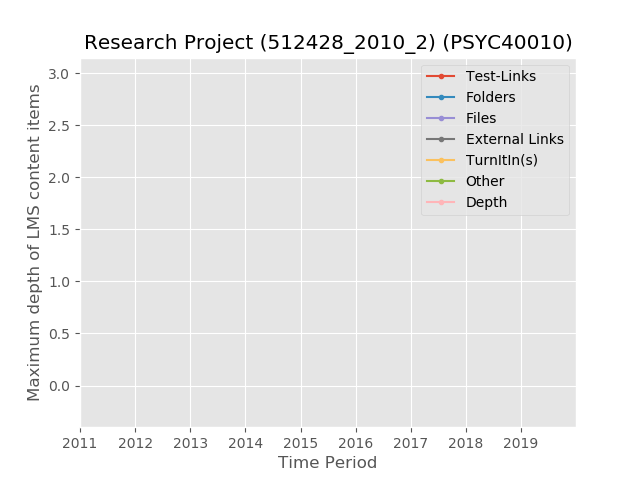 Research Project (512428_2010_2) (PSYC40010)
Maximum depth of LMS content items
3.0
2.5
2.0
1.5
1.0
0.5
0.0
Test-Links
Folders
Files
External Links
TurnItIn(s)
Other
Depth
2011 2012 2013 2014 2015 2016 2017 2018 2019
Time Period